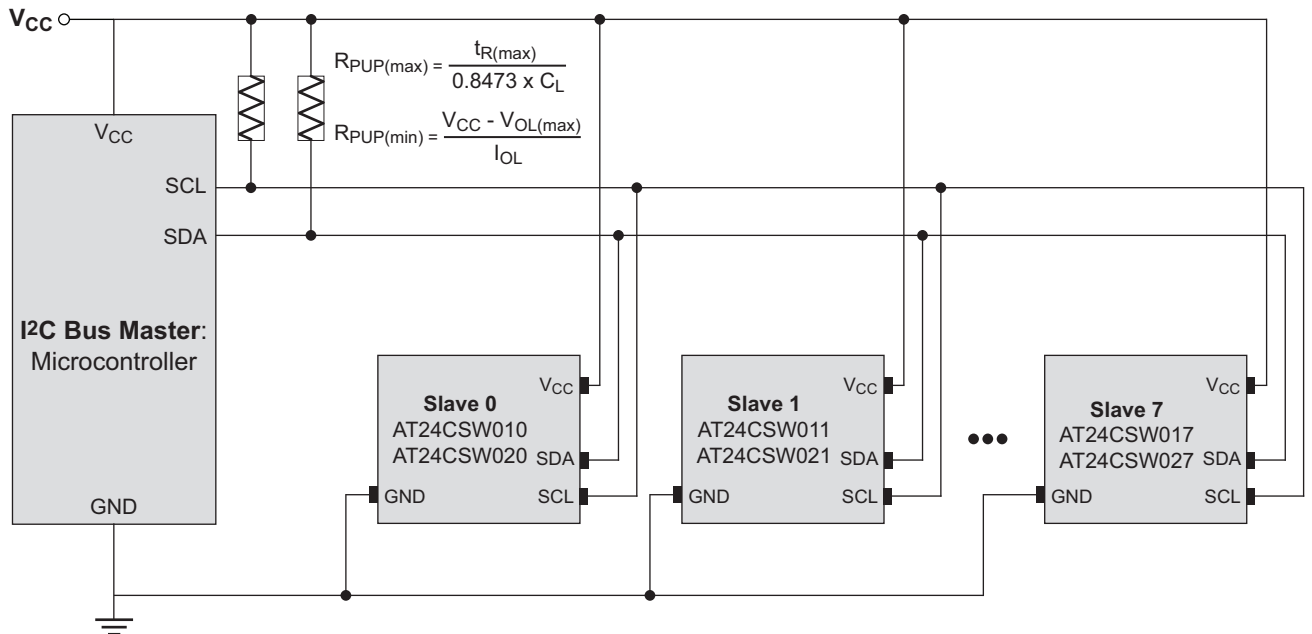 VCC
RPUP(max) = tR(max) / 0.8473 x CL
RPUP(min) = VCC - VOL(max) / IOL
VCC
SCL
SDA
I2C Bus Master:
Microcontroller
GND
Slave 0
AT24CSW010
AT24CSW020
VCC
SDA
SCL
GND
Slave 1
AT24CSW011
AT24CSW021
VCC
SDA
SCL
GND
Slave 7
AT24CSW017
AT24CSW027
VCC
SDA
SCL
GND